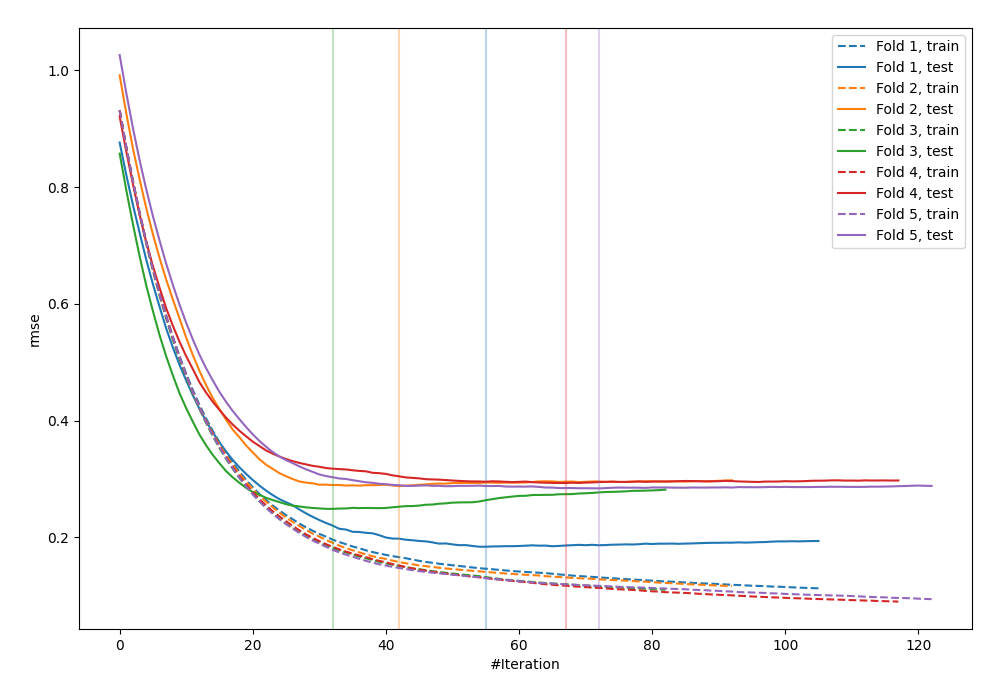 1.0
0.8
0.6
0.4
0.2
rmse
0
20
40
60
80
100
120
#Iteration
Fold 1, train
Fold 1, test
Fold 2, train
Fold 2, test
Fold 3, train
Fold 3, test
Fold 4, train
Fold 4, test
Fold 5, train
Fold 5, test